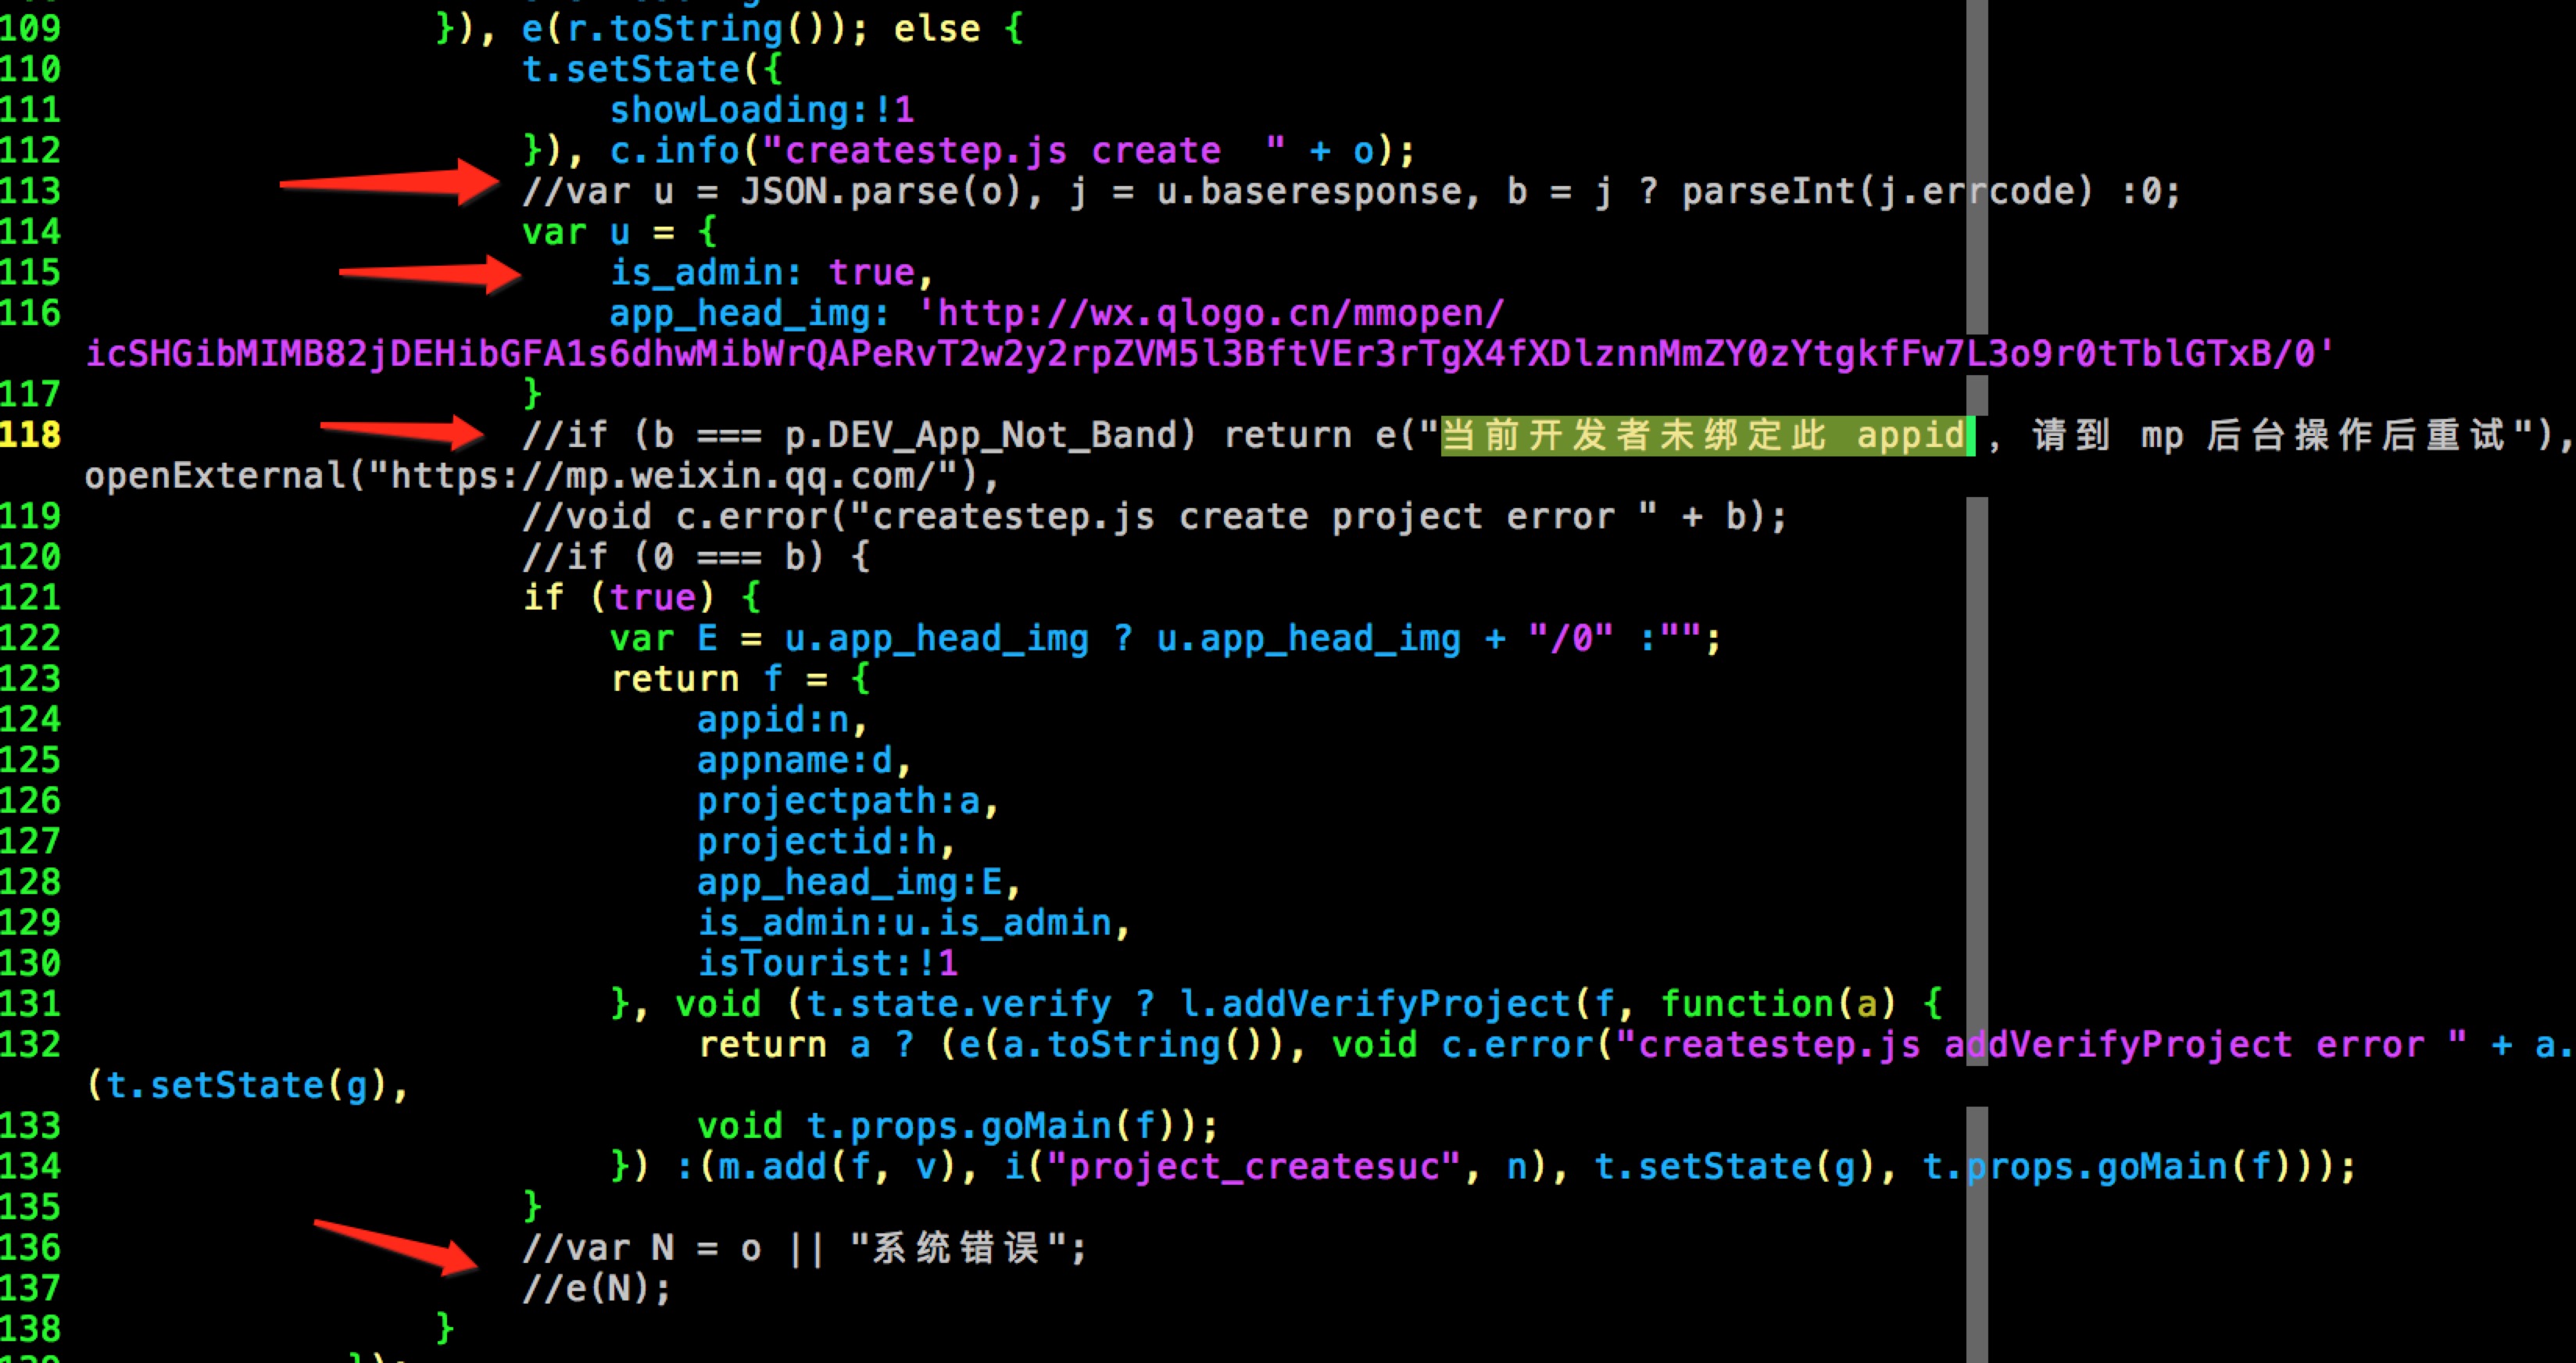 109 }), e(r.toString()); else {
110 t.setState({
111 showLoading:!1
112 }), c.info("createstep.js create  " + o);
113 //var u = JSON.parse(o), j = u.baseresponse, b = j ? parseInt(j.errcode) :0;
114 var u = {
115 is_admin: true,
116 app_head_img: 'http://wx.qlogo.cn/mmopen/
icSHGibMIMB82jDEHibGFA1s6dhwMibWrQAPeRvT2w2y2rpZVM5l3BftVEr3rTgX4fXDlznnMmZY0zYtgkfFw7L3o9r0tTblGTxB/0'
117 }
118 //if (b === p.DEV_App_Not_Band) return e("当前开发者未绑定此 appid ，请到 mp 后台操作后重试"),
openExternal("https://mp.weixin.qq.com/"),
119 //void c.error("createstep.js create project error " + b);
120 //if (0 === b) {
121 if (true) {
122 var E = u.app_head_img ? u.app_head_img + "/0" :"";
123 return f = {
124 appid:n,
125 appname:d,
126 projectpath:a,
127 projectid:h,
128 app_head_img:E,
129 is_admin:u.is_admin,
130 isTourist:!1
131 }, void (t.state.verify ? l.addVerifyProject(f, function(a) {
132 return a ? (e(a.toString()), void c.error("createstep.js addVerifyProject error " + a.
(t.setState(g),
133 void t.props.goMain(f));
134 }) :(m.add(f, v), i("project_createsuc", n), t.setState(g), t.props.goMain(f)));
135 }
136 //var N = o || "系统错误";
137 //e(N);
138 }